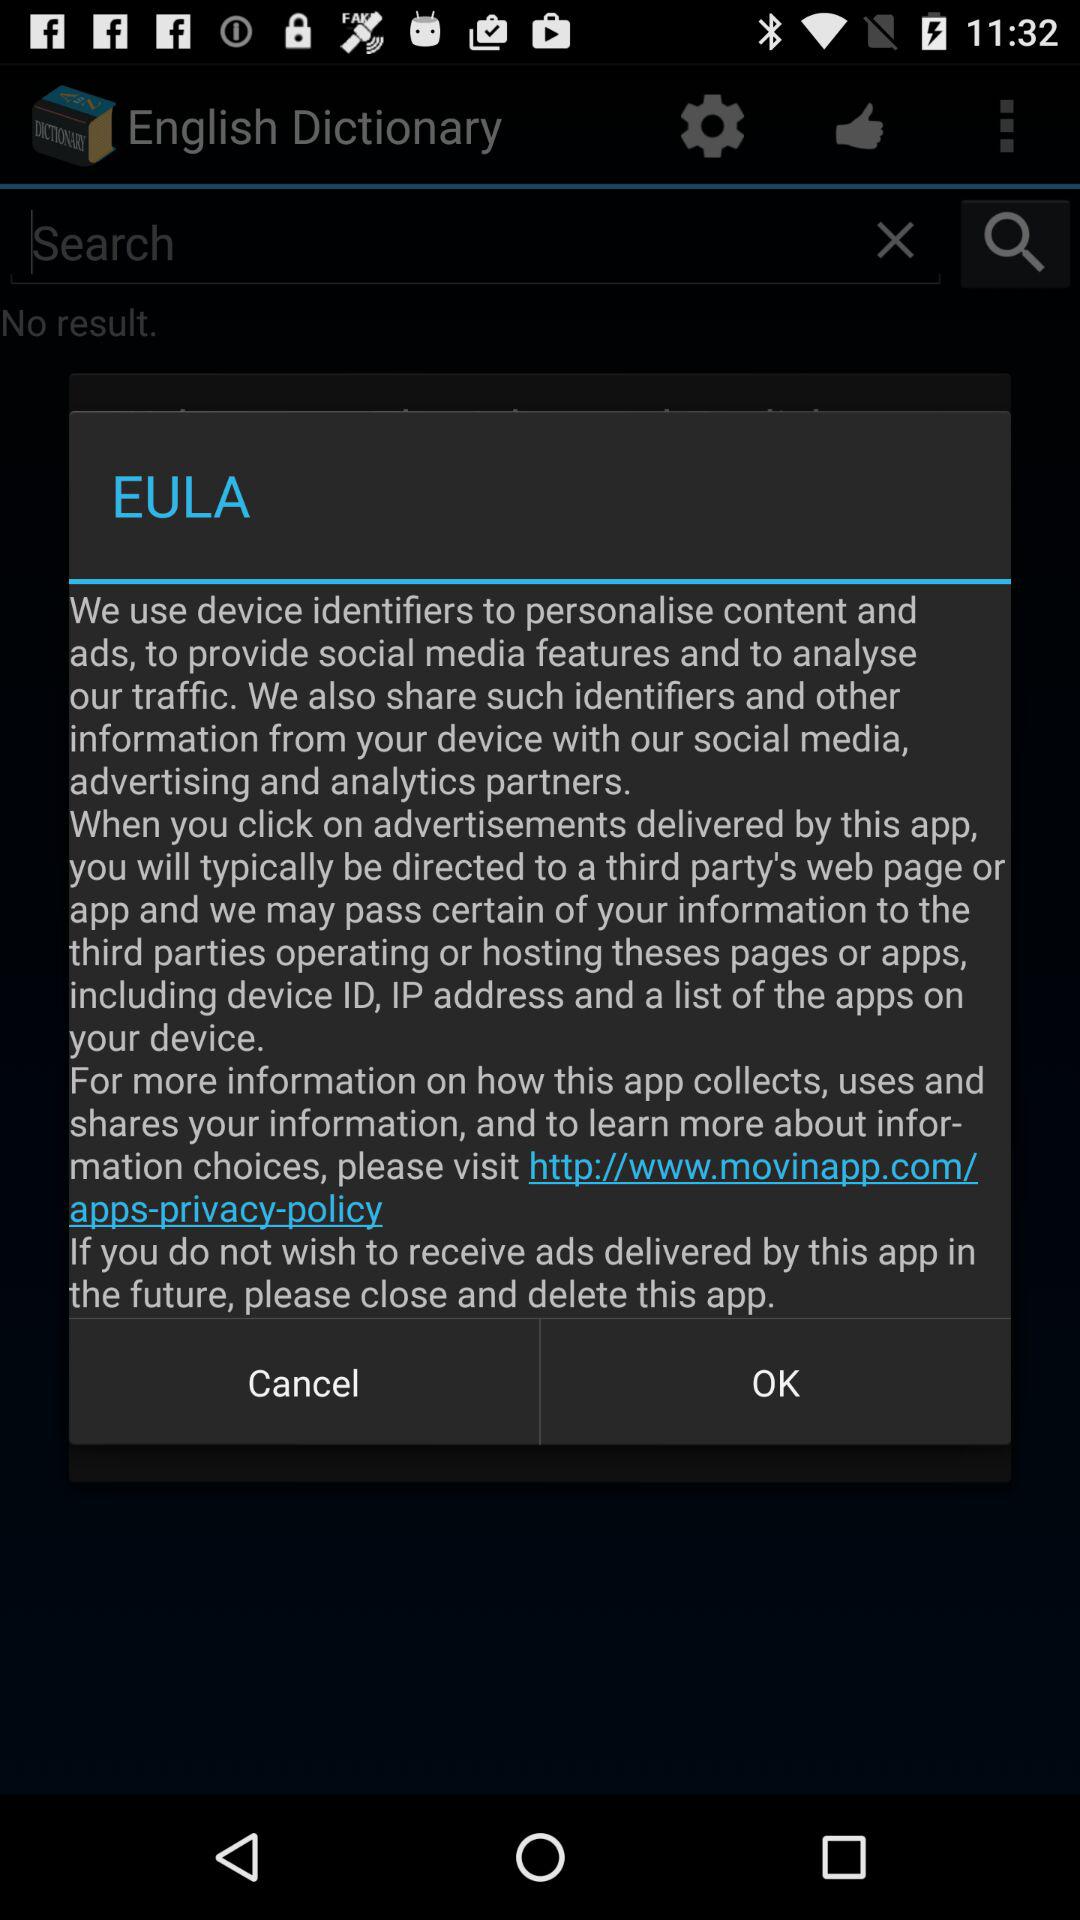 FAK
11:32
DICTIONARY
English Dictionary
Search
No result.
EULA
We use device identifiers to personalise content and
ads, to provide social media features and to analyse
our traffic. We also share such identifiers and other
information from your device with our social media,
advertising and analytics partners.
When you click on advertisements delivered by this app,
you will typically be directed to a third party's web page or
app and we may pass certain of your information to the
third parties operating or hosting theses pages or apps,
including device ID, IP address and a list of the apps on
your device.
For more information on how this app collects, uses and
shares your information, and to learn more about infor-
mation choices, please visit http://www.movinapp.com/
apps-privacy-policy
If you do not wish to receive ads delivered by this app in
the future, please close and delete this app.
Cancel OK